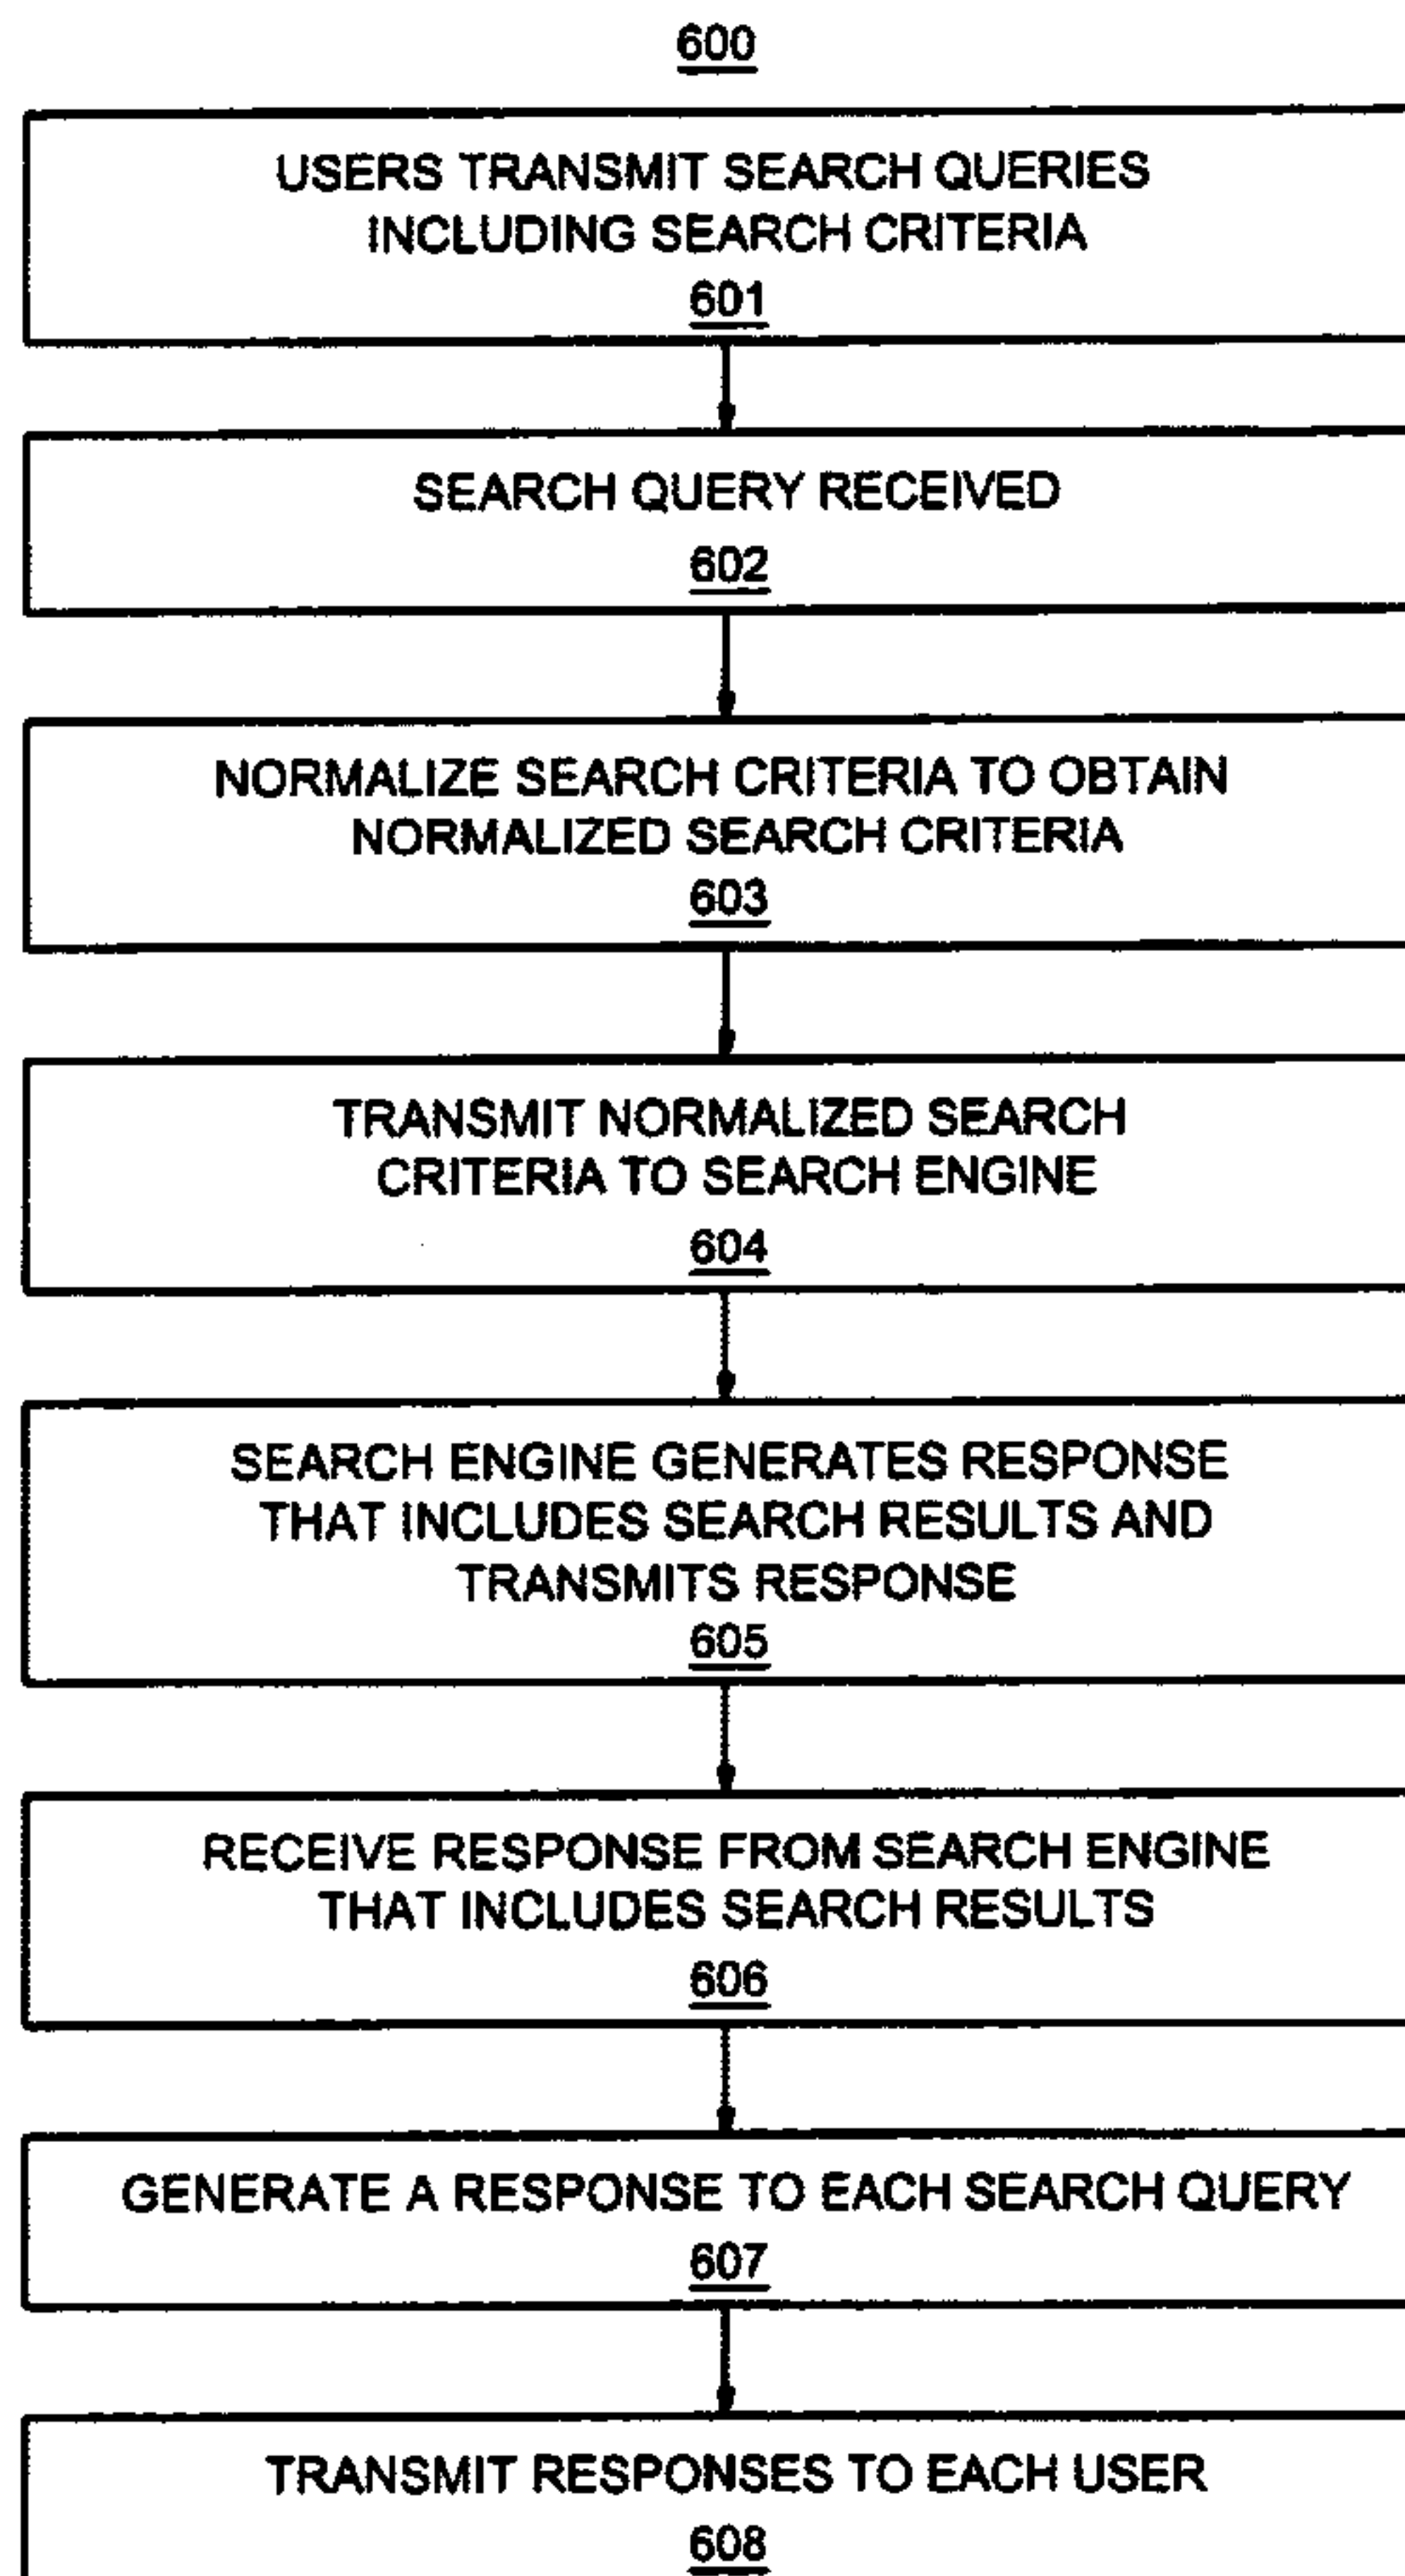 600
USERS TRANSMIT SEARCH QUERIES
INCLUDING SEARCH CRITERIA
601
SEARCH QUERY RECEIVED
602
NORMALIZE SEARCH CRITERIA TO OBTAIN
NORMALIZED SEARCH CRITERIA
603
TRANSMIT NORMALIZED SEARCH
CRITERIA TO SEARCH ENGINE
604
SEARCH ENGINE GENERATES RESPONSE
THAT INCLUDES SEARCH RESULTS AND
TRANSMITS RESPONSE
605
RECEIVE RESPONSE FROM SEARCH ENGINE
THAT INCLUDES SEARCH RESULTS
606
GENERATE A RESPONSE TO EACH SEARCH QUERY
607
TRANSMIT RESPONSES TO EACH USER
608